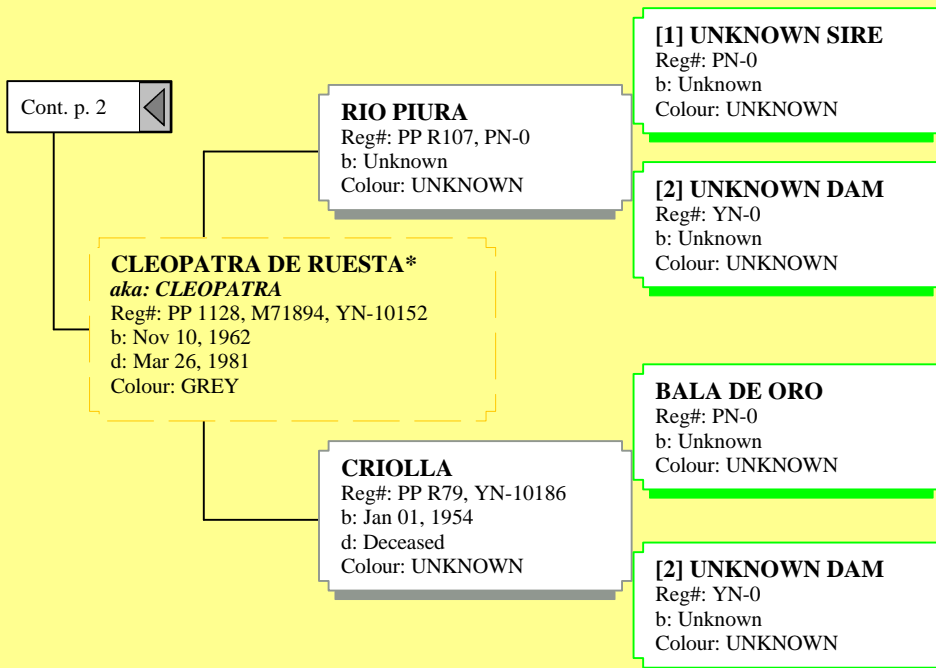 Cont. p. 2
CLEOPATRA DE RUESTA*
aka: CLEOPATRA
Reg#: PP 1128, M71894, YN-10152
b: Nov 10, 1962
d: Mar 26, 1981
Colour: GREY
RIO PIURA
Reg#: PP R107, PN-0
b: Unknown
Colour: UNKNOWN
CRIOLLA
Reg#: PP R79, YN-10186
b: Jan 01, 1954
d: Deceased
Colour: UNKNOWN
[1] UNKNOWN SIRE
Reg#: PN-0
b: Unknown
Colour: UNKNOWN
[2] UNKNOWN DAM
Reg#: YN-0
b: Unknown
Colour: UNKNOWN
BALA DE ORO
Reg#: PN-0
b: Unknown
Colour: UNKNOWN
[2] UNKNOWN DAM
Reg#: YN-0
b: Unknown
Colour: UNKNOWN